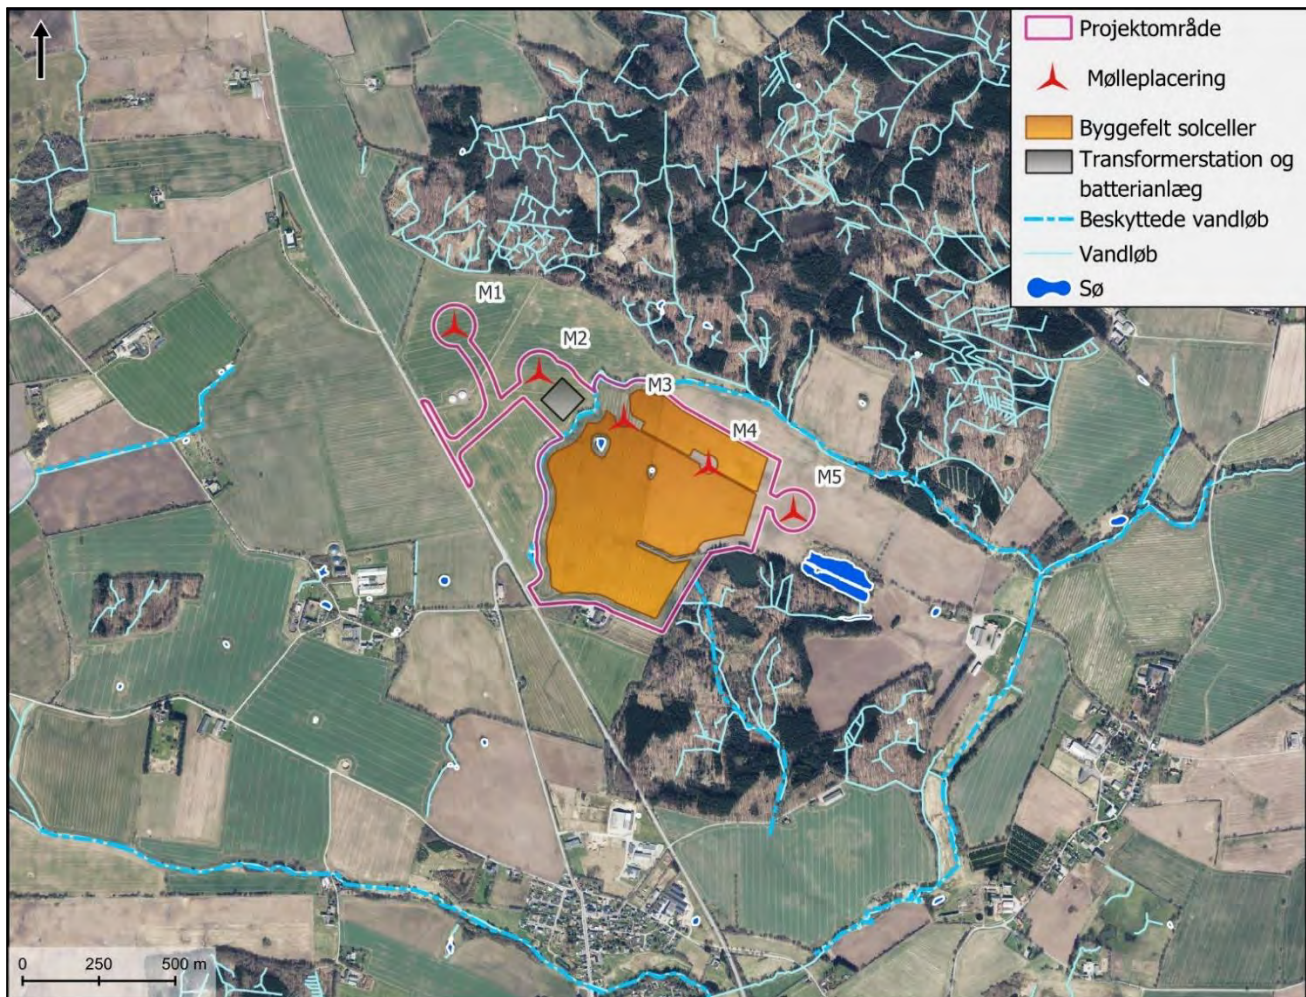 Projektområde
Mølleplacering
Byggefelt solceller
Transformerstation og
batterianlæg
Beskyttede vandløb
Vandløb
Sø
M1
M2
M3
M4
M5
0 250 500 m